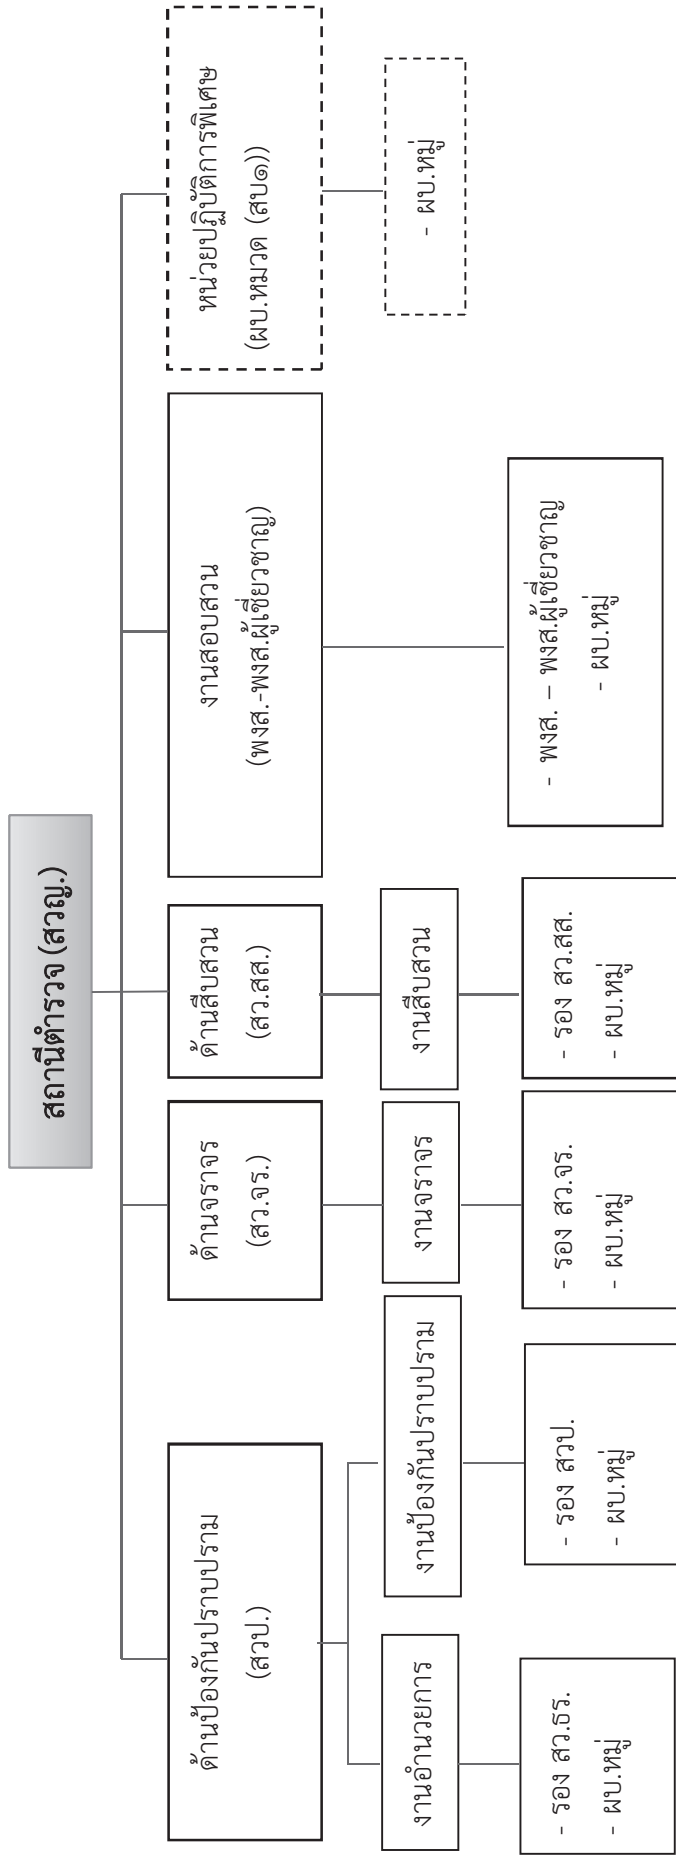 สถานีตำรวจ (สวญ.)
ด้านป้องกันปราบปราม
(สวป.)
ด้านจราจร
(สว.จร.)
ด้านสืบสวน
(สว.สส.)
งานสอบสวน
(พงส.-พงส.ผู้เชี่ยวชาญ)
หน่วยปฏิบัติการพิเศษ
(ผบ.หมวด (สบ๑))
งานอำนวยการ
งานป้องกันปราบปราม
งานจราจร
งานสืบสวน
- ผบ.หมู่
- รอง สว.ธร.
- ผบ.หมู่
- รอง สวป.
- ผบ.หมู่
- รอง สว.จร.
- ผบ.หมู่
- รอง สว.สส.
- ผบ.หมู่
- พงส. – พงส.ผู้เชี่ยวชาญ
- ผบ.หมู่